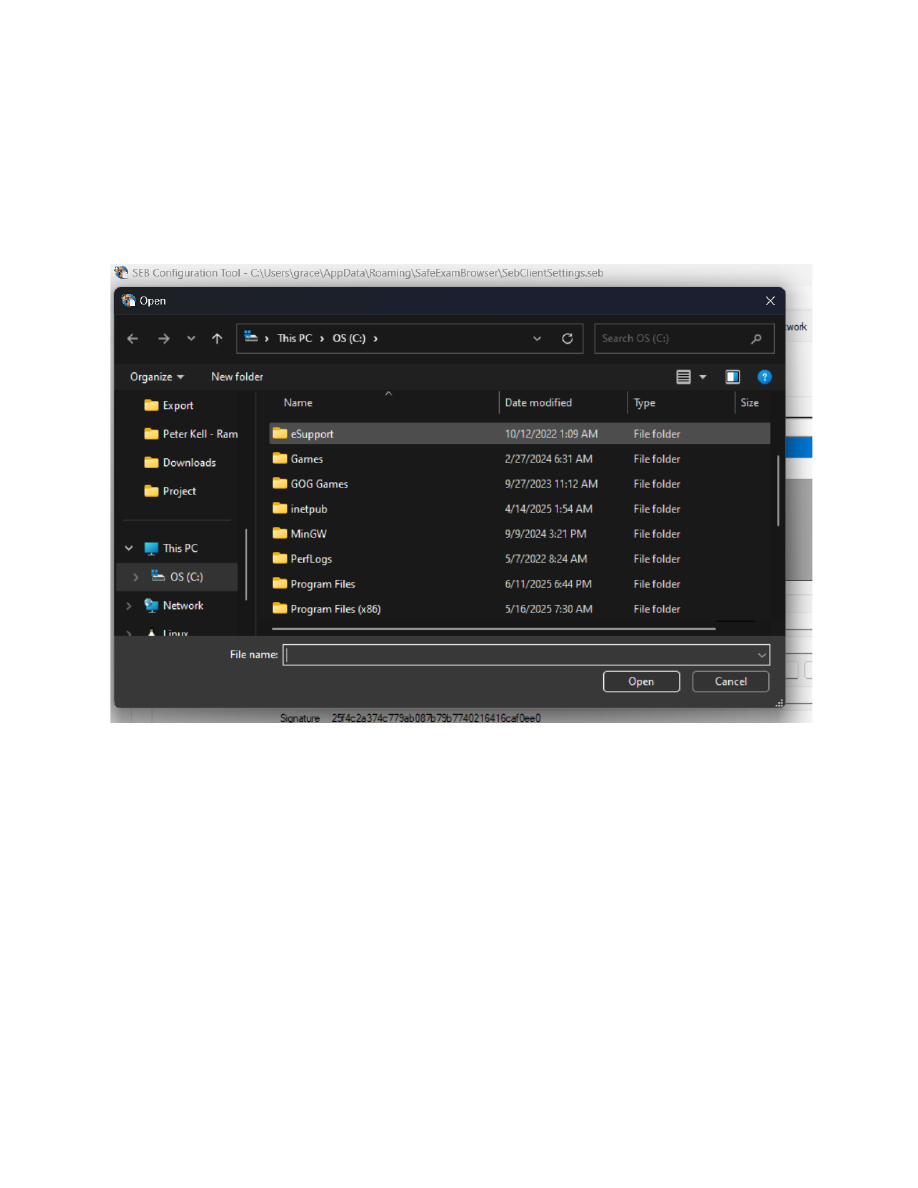 SEB Configuration Tool - C:\Users\grace\AppData\Roaming\SafeExamBrowser\SebClientSettings.seb
Open
This PC > OS (C:) >
Search OS (C:)
work
Organize
New folder
Name
Date modified
Type
Size
Export
Peter Kell - Ram
Downloads
Project
This PC
OS (C:)
Network
Linux
eSupport 10/12/2022 1:09 AM File folder
Games 2/27/2024 6:31 AM File folder
GOG Games 9/27/2023 11:12 AM File folder
inetpub 4/14/2025 1:54 AM File folder
MinGW 9/9/2024 3:21 PM File folder
PerfLogs 5/7/2022 8:24 AM File folder
Program Files 6/11/2025 6:44 PM File folder
Program Files (x86) 5/16/2025 7:30 AM File folder
File name:
Open
Cancel
Signature 25f4c2a374c779ab087b79b7740216416caf0ee0